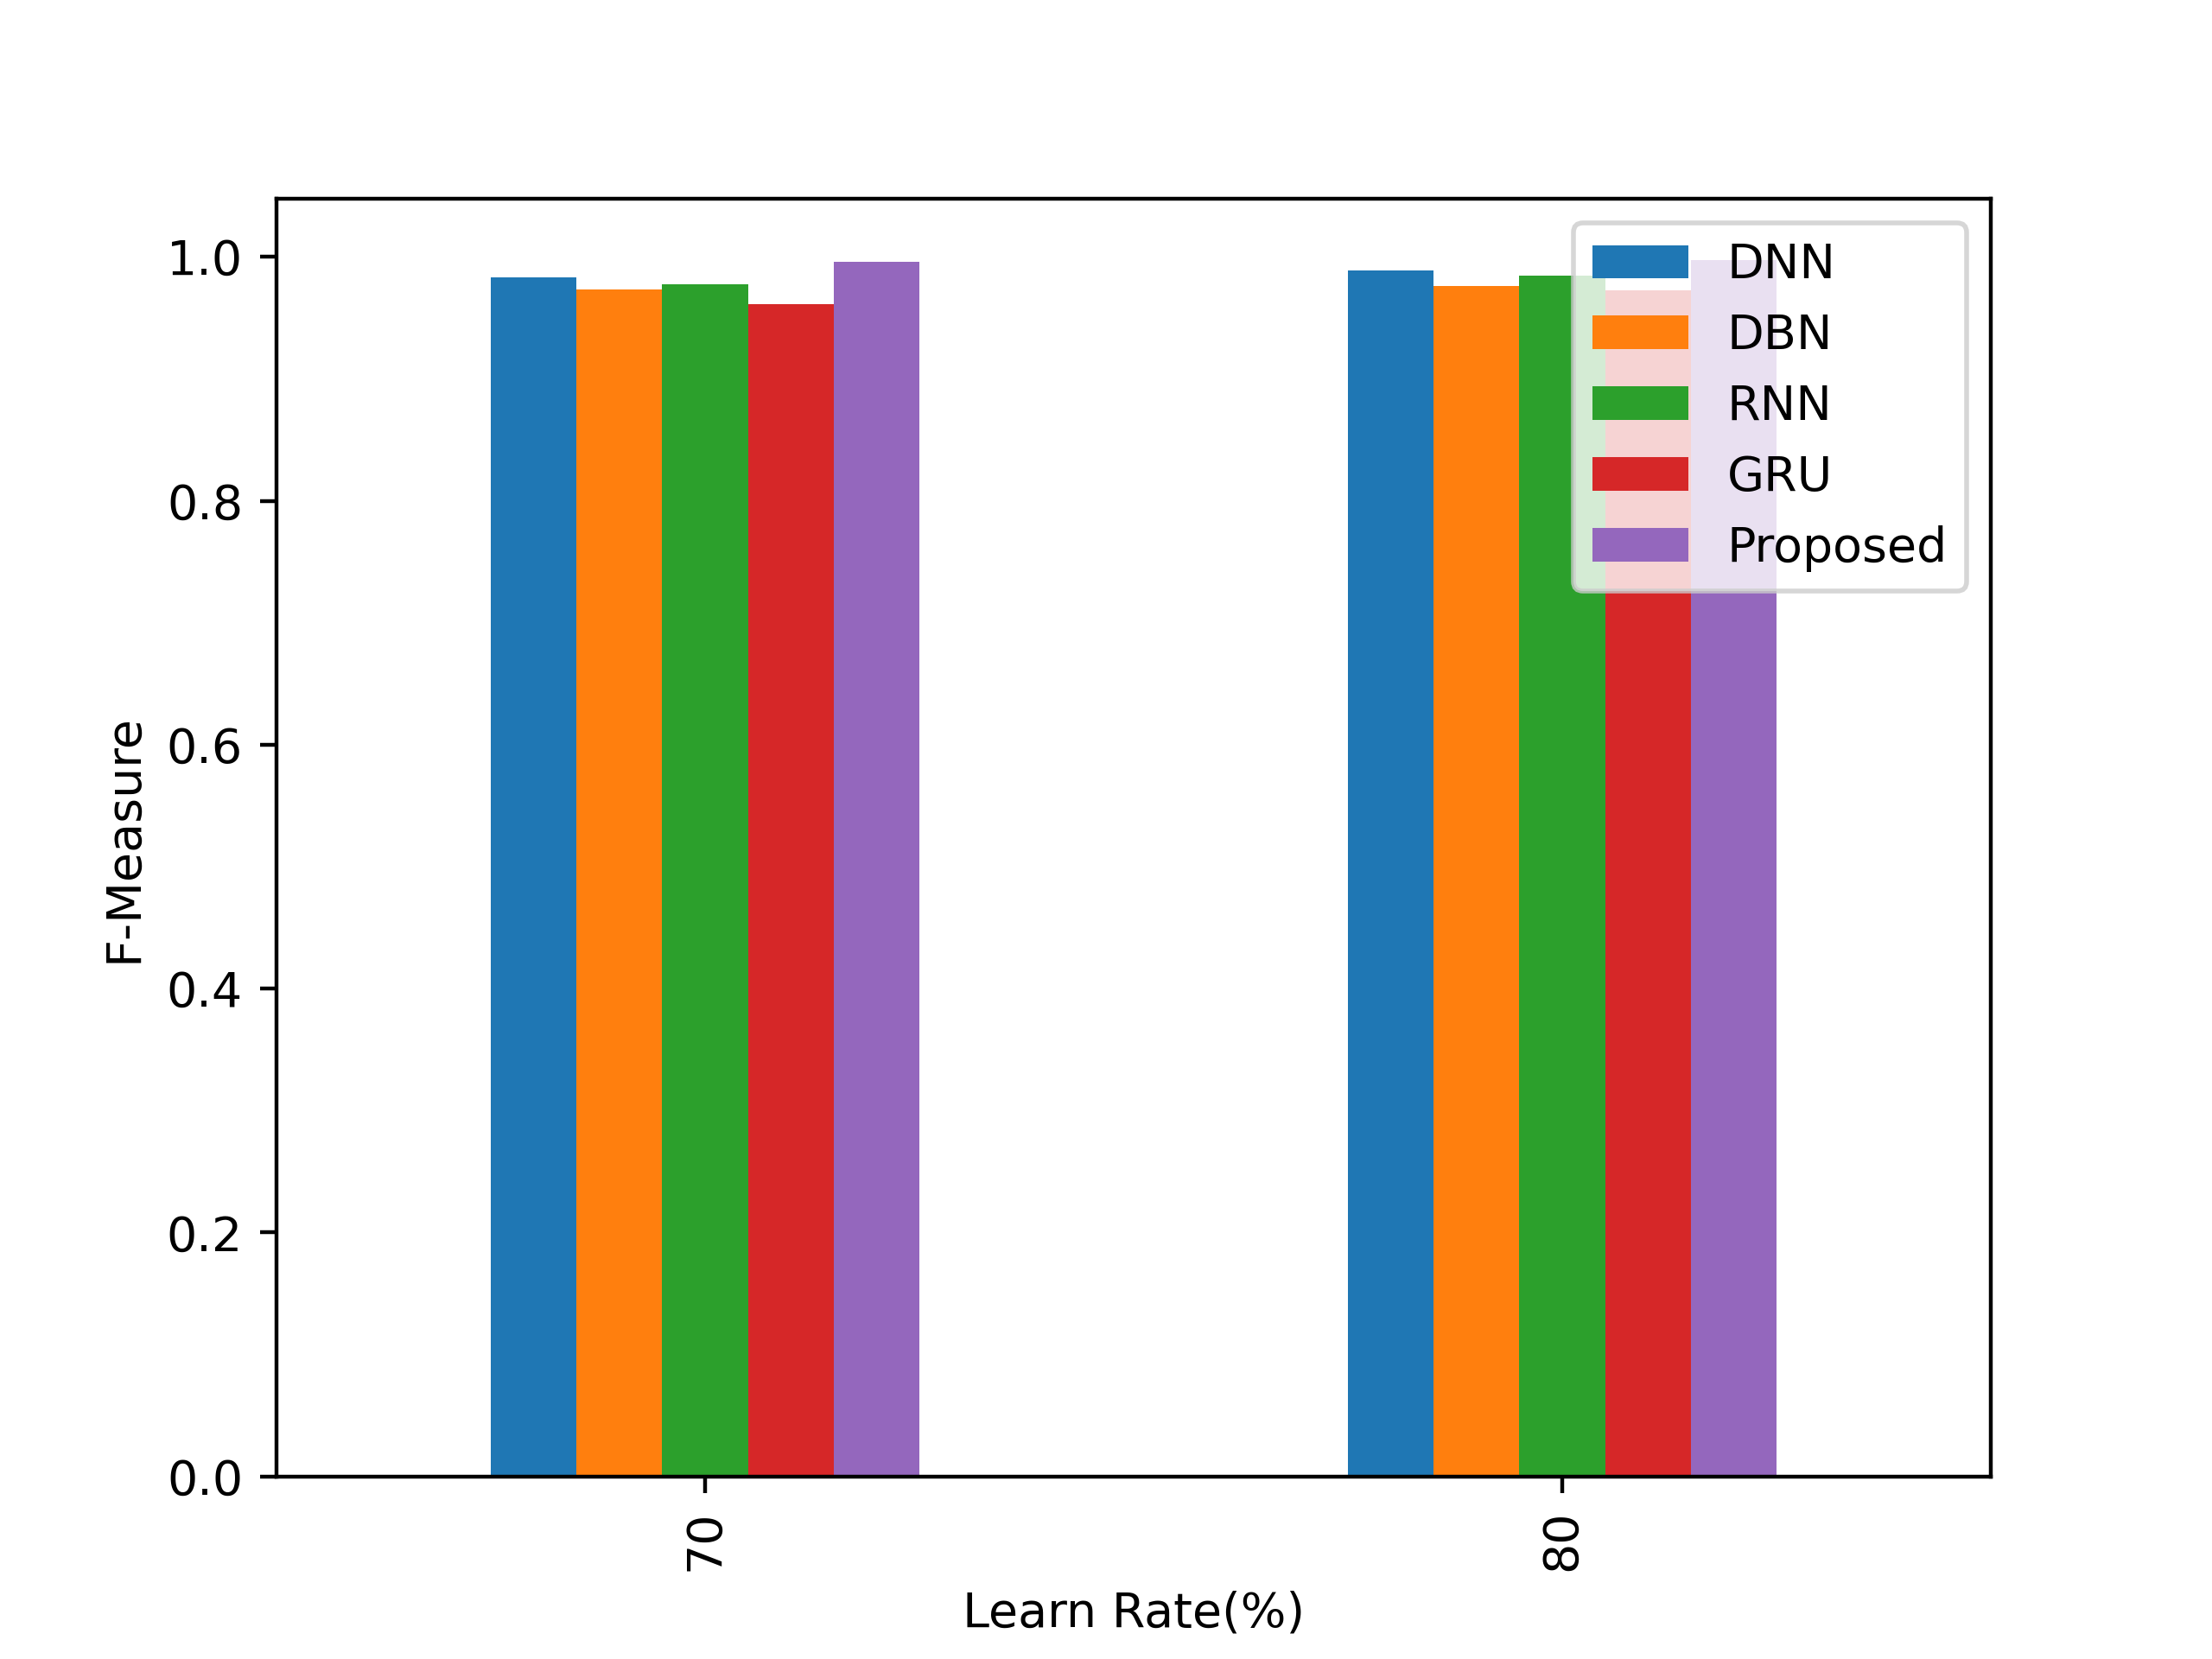 1.0
0.8
0.6
0.4
0.2
0.0
F-Measure
DNN
DBN
RNN
GRU
Proposed
70
80
Learn Rate(%)